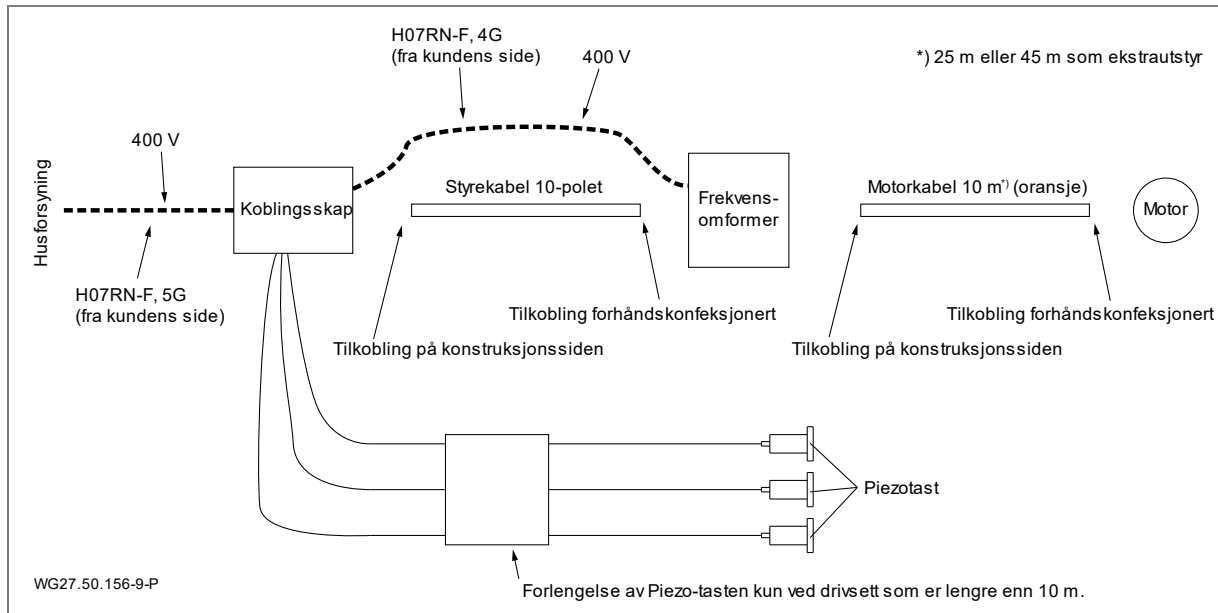 H07RN-F, 4G
(fra kundens side)
400 V
*) 25 m eller 45 m som ekstrautstyr
400 V
Husforsyning
Koblingsskap
Styrekabel 10-polet
Frekvens-
omformer
Motorkabel 10 m*) (oransje)
Motor
H07RN-F, 5G
(fra kundens side)
Tilkobling forhåndskonfeksjonert
Tilkobling på konstruksjonssiden
Tilkobling forhåndskonfeksjonert
Tilkobling på konstruksjonssiden
Piezotast
WG27.50.156-9-P
Forlengelse av Piezo-tasten kun ved drivsett som er lengre enn 10 m.